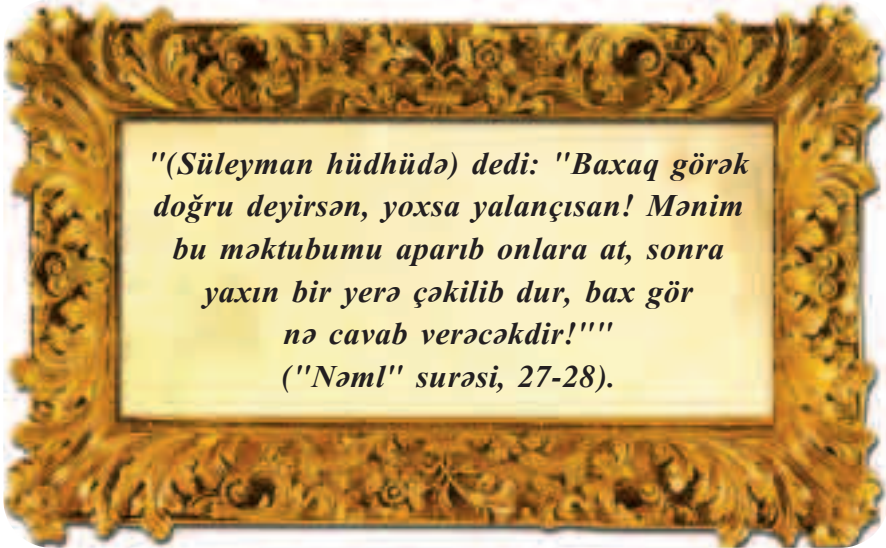 "(Süleyman hüdhüdə) dedi: "Baxaq görək
doğru deyirsən, yoxsa yalançısan! Mənim
bu məktubumu aparıb onlara at, sonra
yaxın bir yerə çəkilib dur, bax gör
nə cavab verəcəkdir!""
("Nəml" surəsi, 27-28).